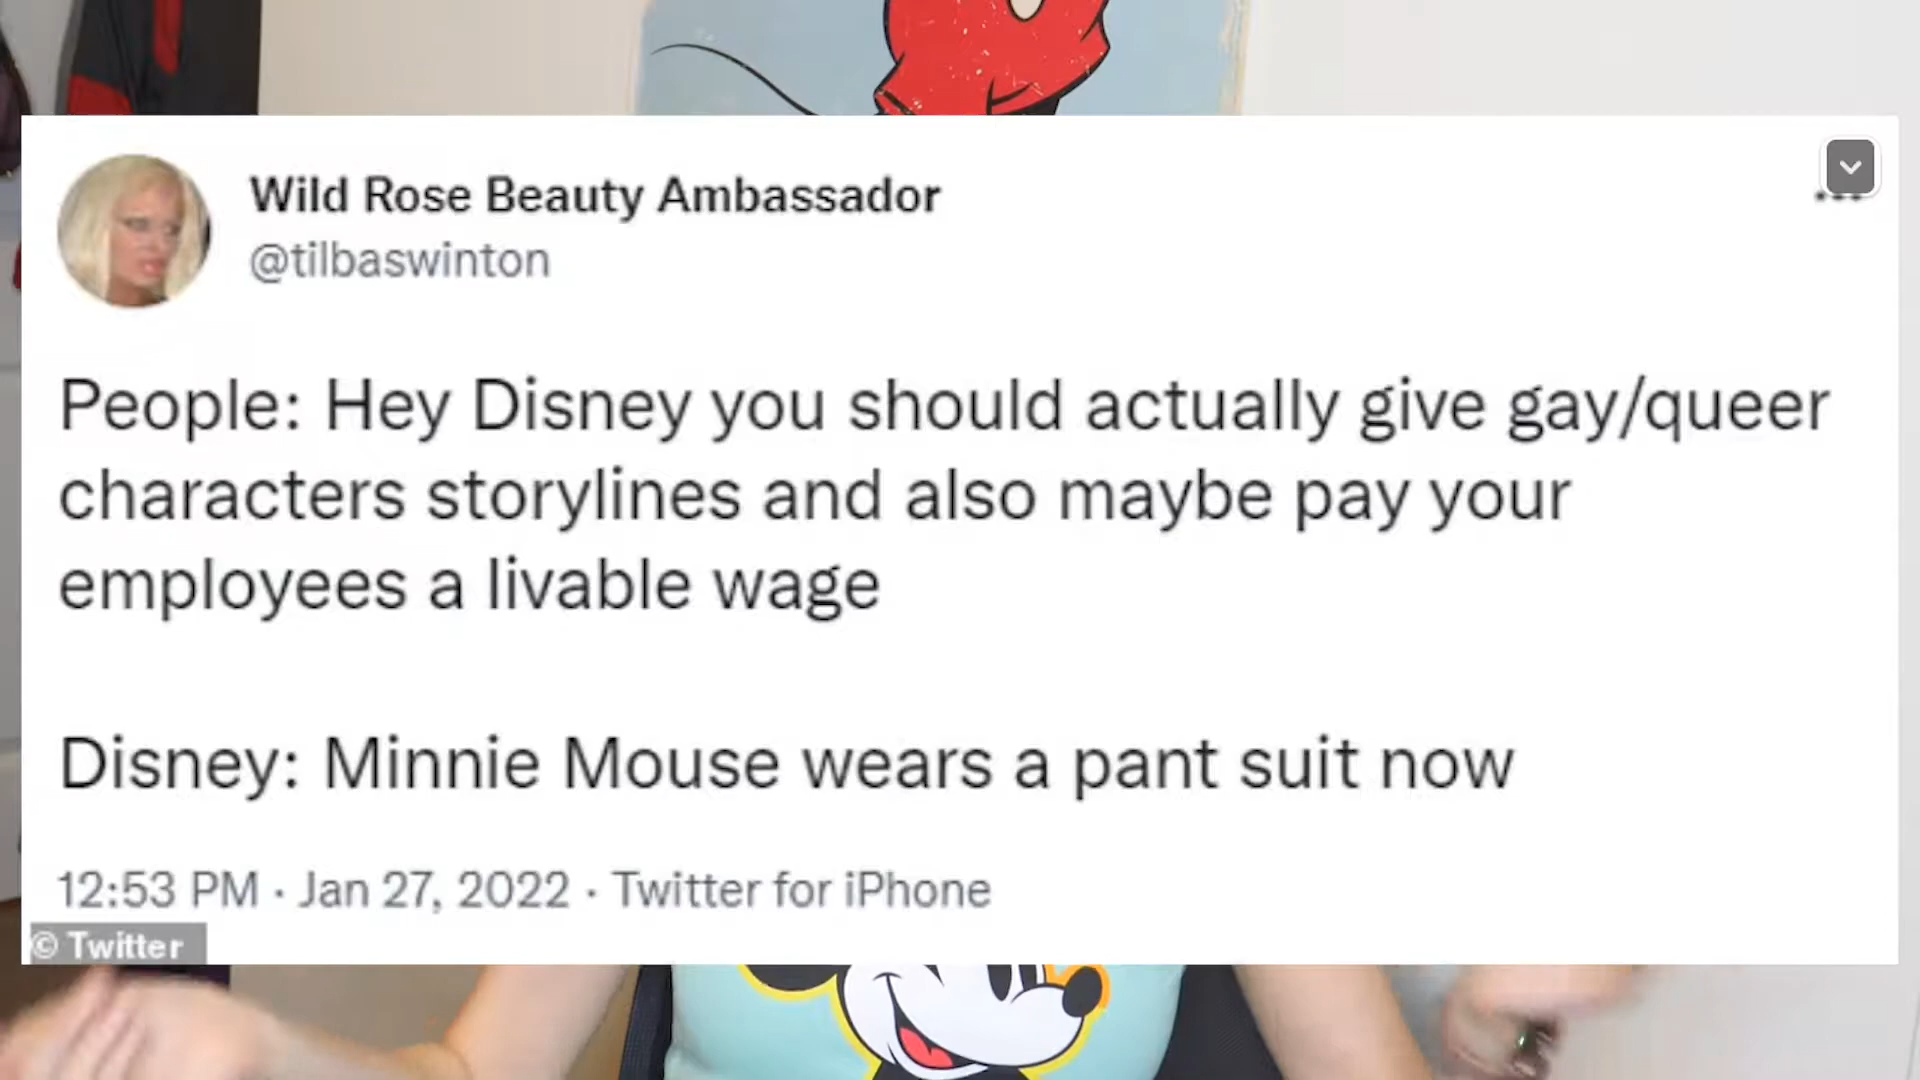 Wild Rose Beauty Ambassador
@tilbaswinton
People: Hey Disney you should actually give gay/queer
characters storylines and also maybe pay your
employees a livable wage
Disney: Minnie Mouse wears a pant suit now
12:53 PM · Jan 27, 2022 · Twitter for iPhone
© Twitter